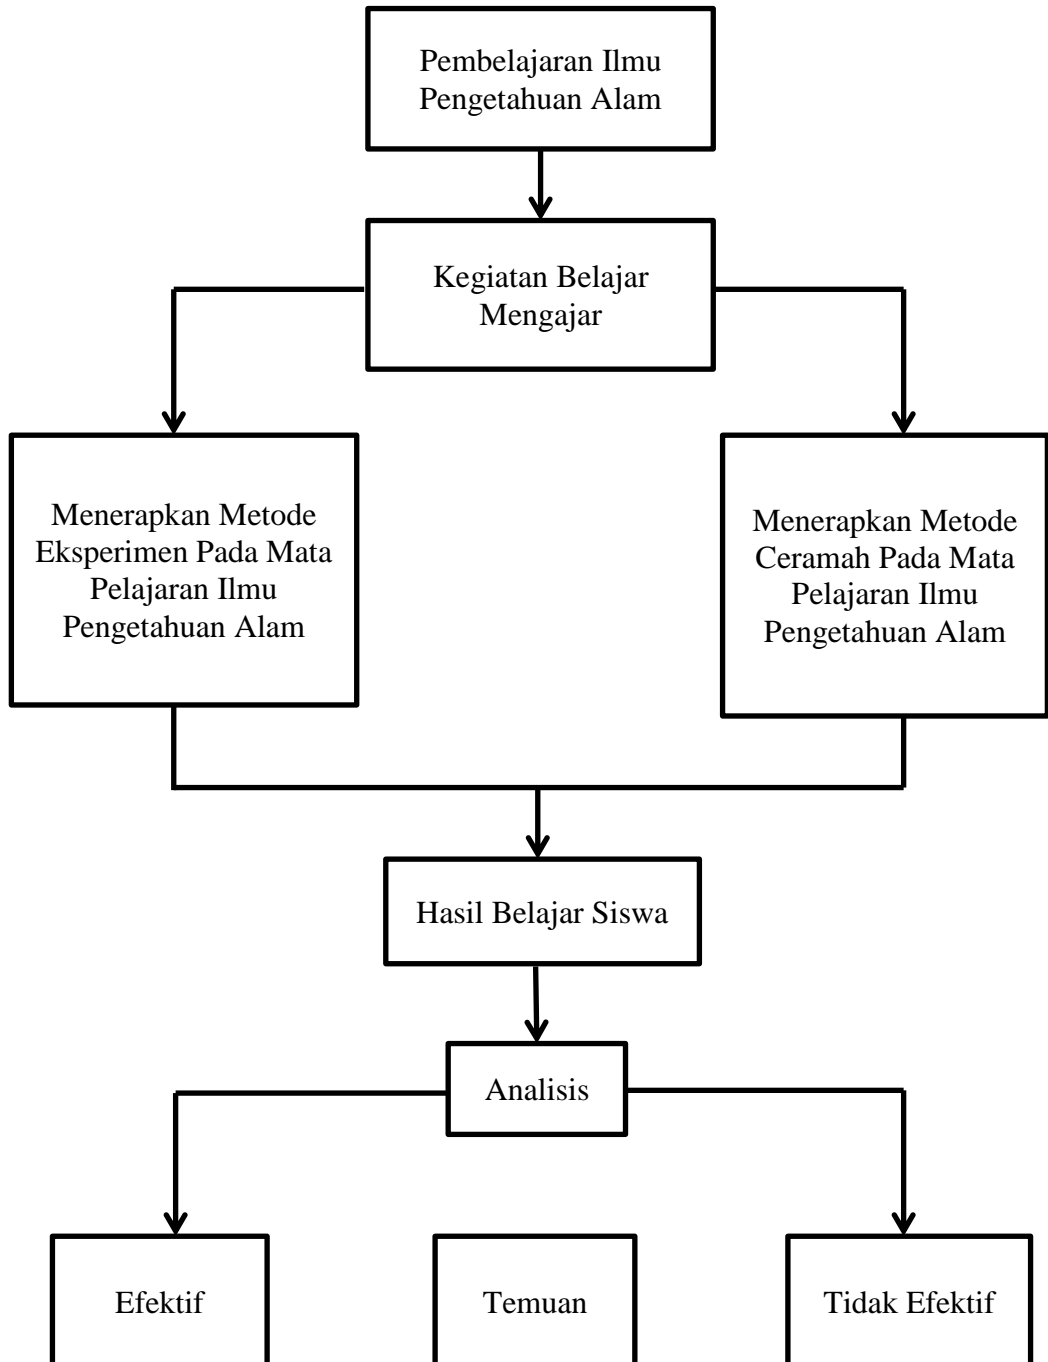 Pembelajaran Ilmu
Pengetahuan Alam
Kegiatan Belajar
Mengajar
Menerapkan Metode
Eksperimen Pada Mata
Pelajaran Ilmu
Pengetahuan Alam
Menerapkan Metode
Ceramah Pada Mata
Pelajaran Ilmu
Pengetahuan Alam
Hasil Belajar Siswa
Analisis
Efektif
Temuan
Tidak Efektif